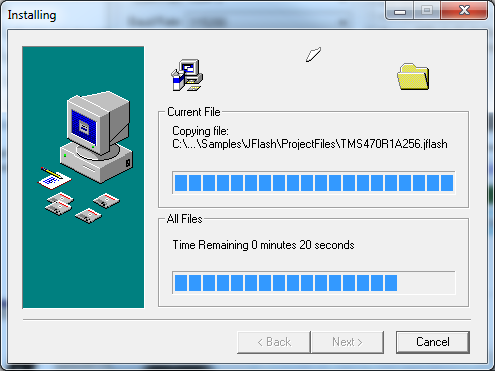 Installing
Current File
Copying file:
C:\...\Samples\JFlash\ProjectFiles\TMS470R1A256.jflash
All Files
Time Remaining 0 minutes 20 seconds
< Back
Next >
Cancel